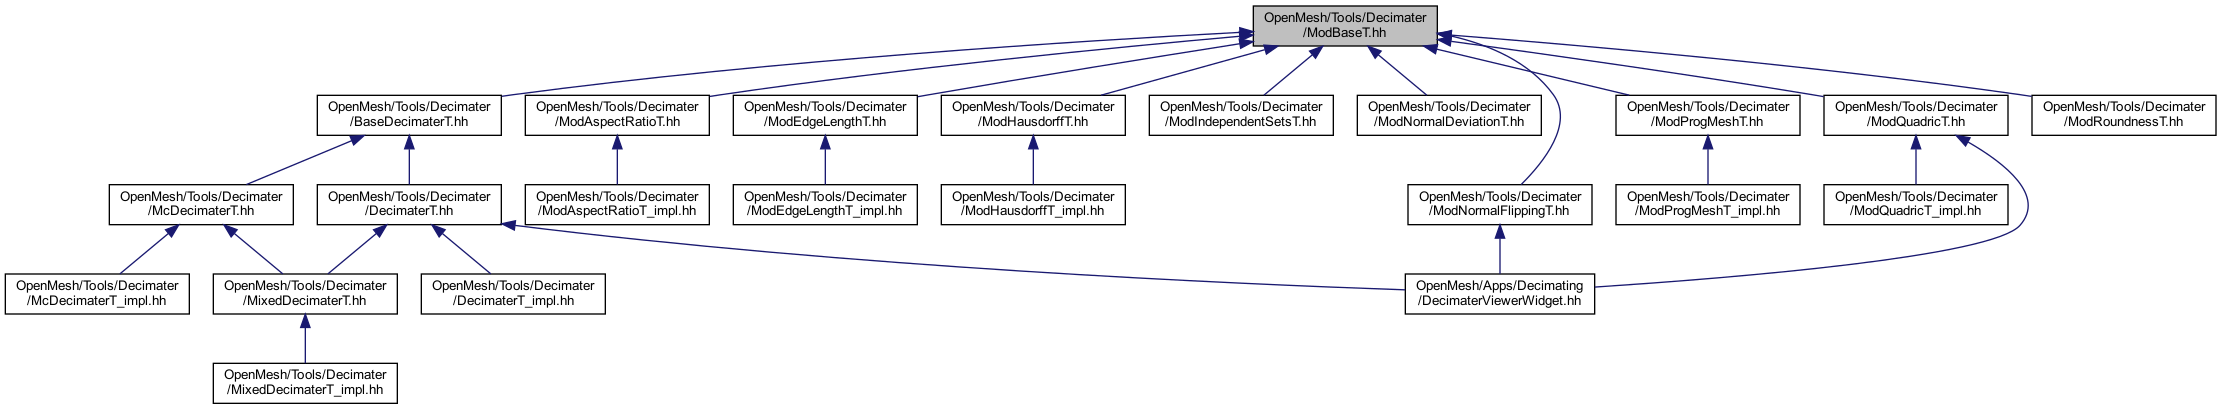 OpenMesh/Tools/Decimater
/ModBaseT.hh
OpenMesh/Tools/Decimater
/BaseDecimaterT.hh
OpenMesh/Tools/Decimater
/ModAspectRatioT.hh
OpenMesh/Tools/Decimater
/ModEdgeLengthT.hh
OpenMesh/Tools/Decimater
/ModHausdorffT.hh
OpenMesh/Tools/Decimater
/ModIndependentSetsT.hh
OpenMesh/Tools/Decimater
/ModNormalDeviationT.hh
OpenMesh/Tools/Decimater
/ModProgMeshT.hh
OpenMesh/Tools/Decimater
/ModQuadricT.hh
OpenMesh/Tools/Decimater
/ModRoundnessT.hh
OpenMesh/Tools/Decimater
/McDecimaterT.hh
OpenMesh/Tools/Decimater
/DecimaterT.hh
OpenMesh/Tools/Decimater
/ModAspectRatioT_impl.hh
OpenMesh/Tools/Decimater
/ModEdgeLengthT_impl.hh
OpenMesh/Tools/Decimater
/ModHausdorffT_impl.hh
OpenMesh/Tools/Decimater
/ModNormalFlippingT.hh
OpenMesh/Tools/Decimater
/ModProgMeshT_impl.hh
OpenMesh/Tools/Decimater
/ModQuadricT_impl.hh
OpenMesh/Tools/Decimater
/McDecimaterT_impl.hh
OpenMesh/Tools/Decimater
/MixedDecimaterT.hh
OpenMesh/Tools/Decimater
/DecimaterT_impl.hh
OpenMesh/Apps/Decimating
/DecimaterViewerWidget.hh
OpenMesh/Tools/Decimater
/MixedDecimaterT_impl.hh